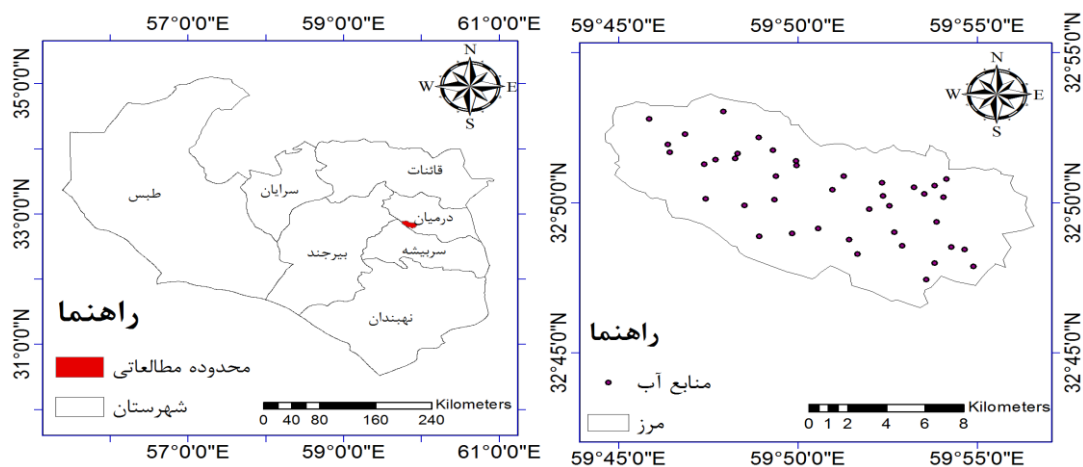 57°0'0"E 59°0'0"E 61°0'0"E
35°0'0"N
33°0'0"N
31°0'0"N
N
W E
S
طبس
سرایان
قائنات
درمیان
سربیشه
بیرجند
نهبندان
راهنما
محدوده مطالعاتی
شهرستان
Kilometers
0 40 80 160 240
57°0'0"E 59°0'0"E 61°0'0"E
59°45'0"E 59°50'0"E 59°55'0"E
32°50'0"N
32°45'0"N
32°55'0"N
32°50'0"N
32°45'0"N
N
W E
S
راهنما
منابع آب
مرز
Kilometers
0 1 2 4 6 8
59°45'0"E 59°50'0"E 59°55'0"E